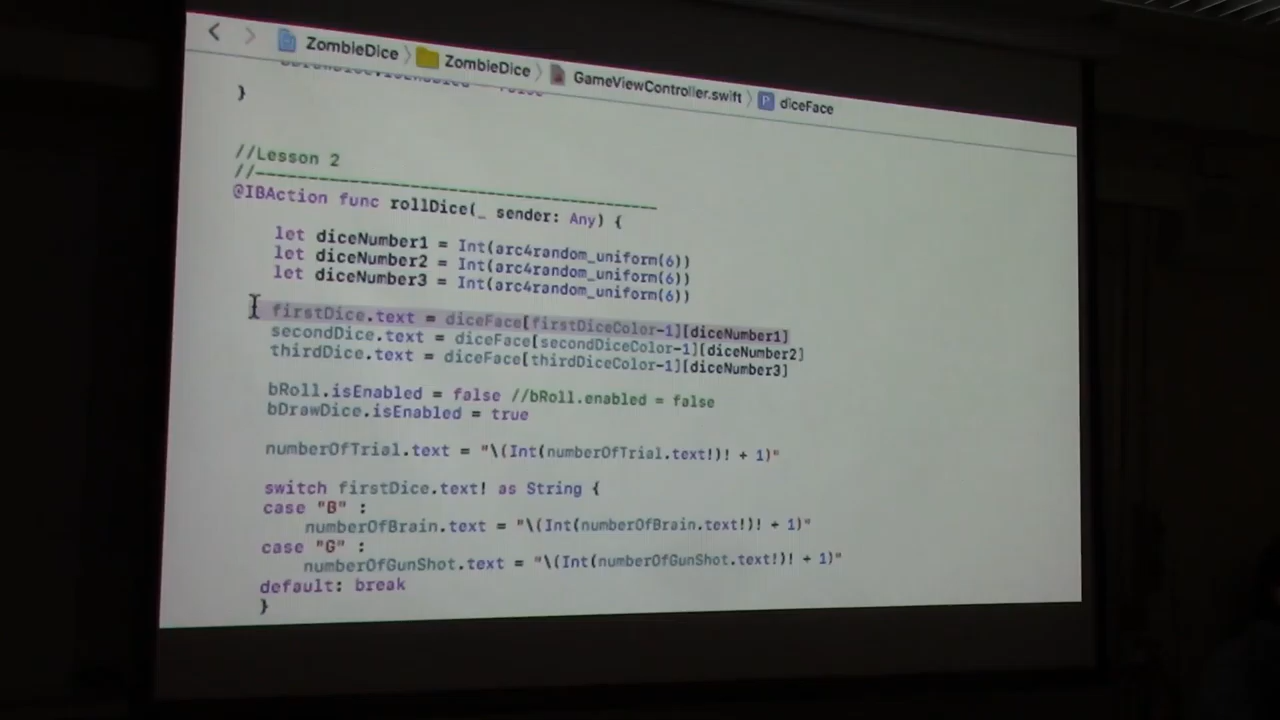 ZombieDice 〉 ZombieDice 〉 GameViewController.swift 〉 P diceFace
}
//Lesson 2
//------------------------------------------------
@IBAction func rollDice(_ sender: Any) {
let diceNumber1 = Int(arc4random_uniform(6))
let diceNumber2 = Int(arc4random_uniform(6))
let diceNumber3 = Int(arc4random_uniform(6))
firstDice.text = diceFace[firstDiceColor-1][diceNumber1]
secondDice.text = diceFace[secondDiceColor-1][diceNumber2]
thirdDice.text = diceFace[thirdDiceColor-1][diceNumber3]
bRoll.isEnabled = false //bRoll.enabled = false
bDrawDice.isEnabled = true
numberOfTrial.text = "\(Int(numberOfTrial.text!)! + 1)"
switch firstDice.text! as String {
case "B" :
numberOfBrain.text = "\(Int(numberOfBrain.text!)! + 1)"
case "G" :
numberOfGunShot.text = "\(Int(numberOfGunShot.text!)! + 1)"
default: break
}